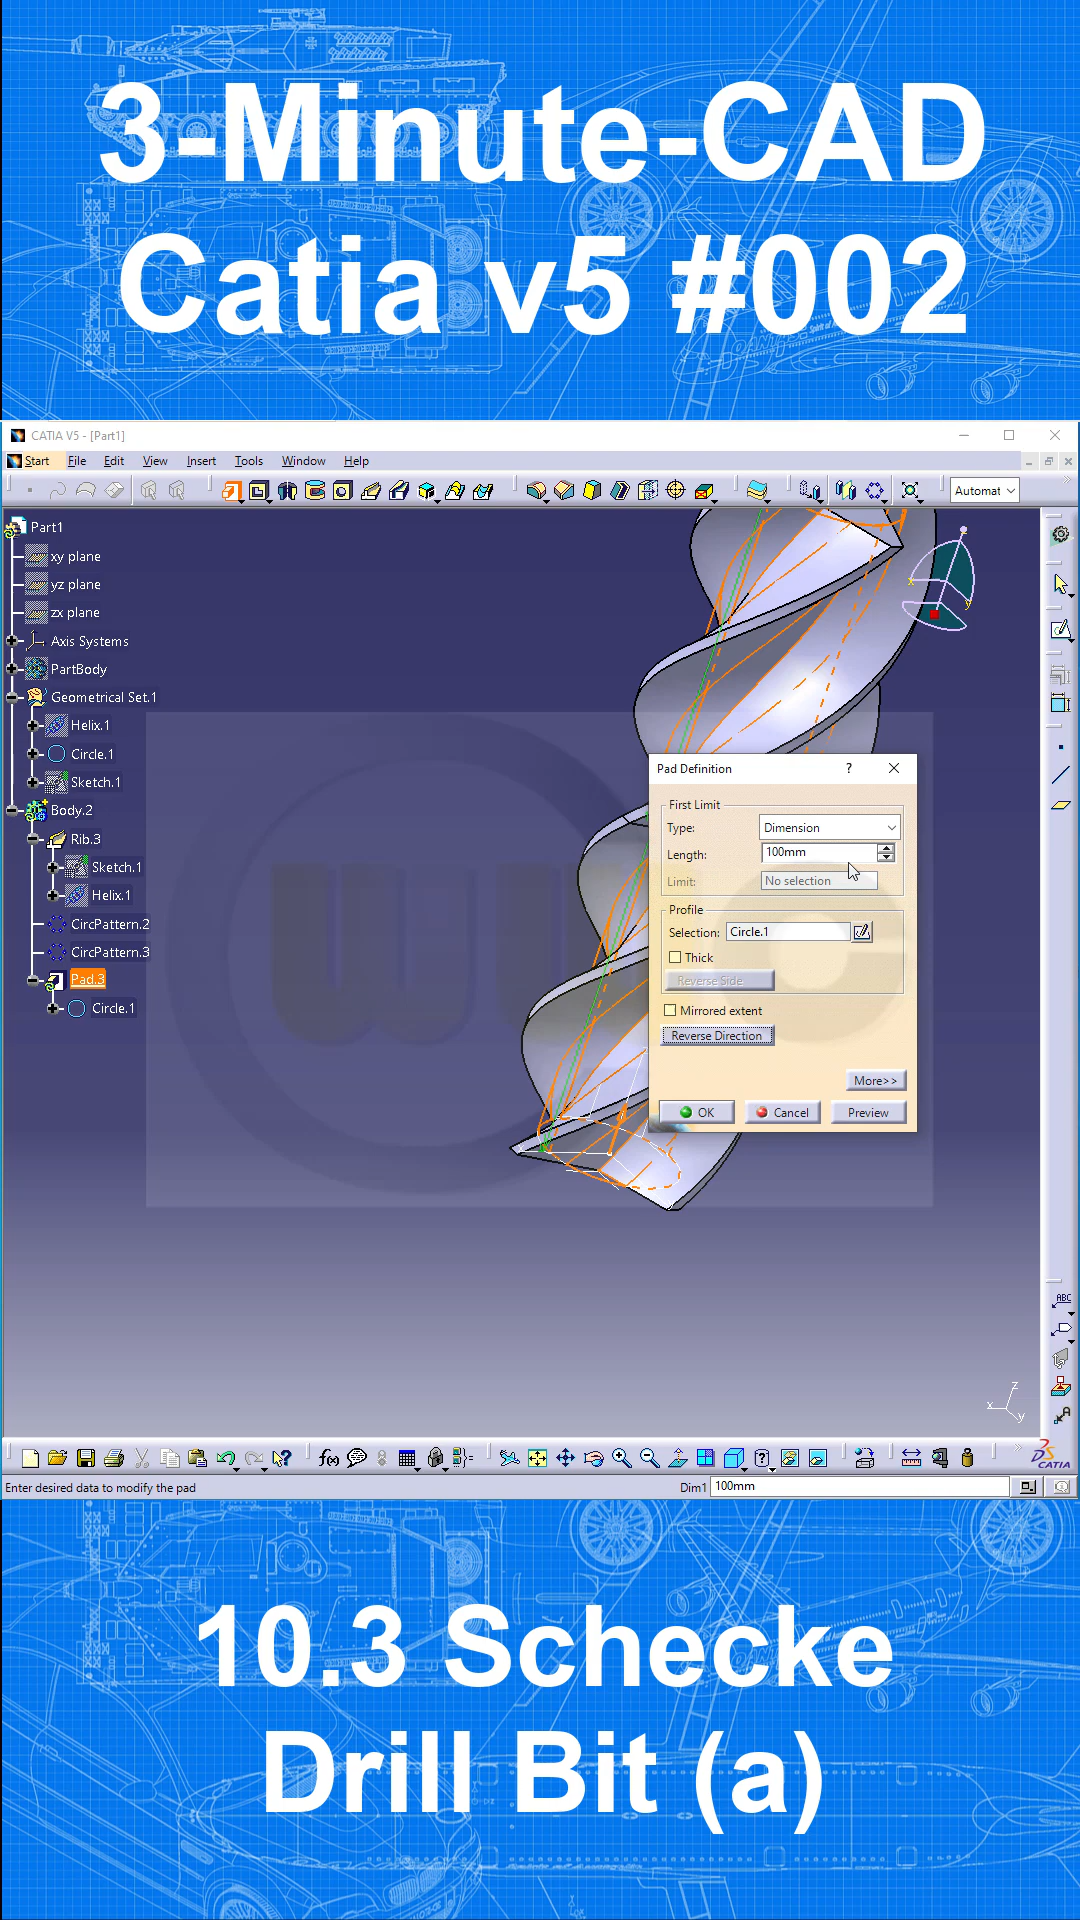 3-Minute-CAD
Catia v5 #002
CATIA V5 - [Part1]
Start File Edit View Insert Tools Window Help
Automat
Part1
xy plane
yz plane
zx plane
Axis Systems
PartBody
Geometrical Set.1
Helix.1
Circle.1
Sketch.1
Body.2
Rib.3
Sketch.1
Helix.1
CircPattern.2
CircPattern.3
Pad.3
Circle.1
Pad Definition ? 
First Limit
Type: Dimension
Length: 100mm
Limit: No selection
Profile
Selection: Circle.1
Thick
Reverse Side
Mirrored extent
Reverse Direction
More>>
OK Cancel Preview
x
y
z
x
y
ABC
f(x)
DS
CATIA
Enter desired data to modify the pad
Dim1 100mm
10.3 Schecke
Drill Bit (a)